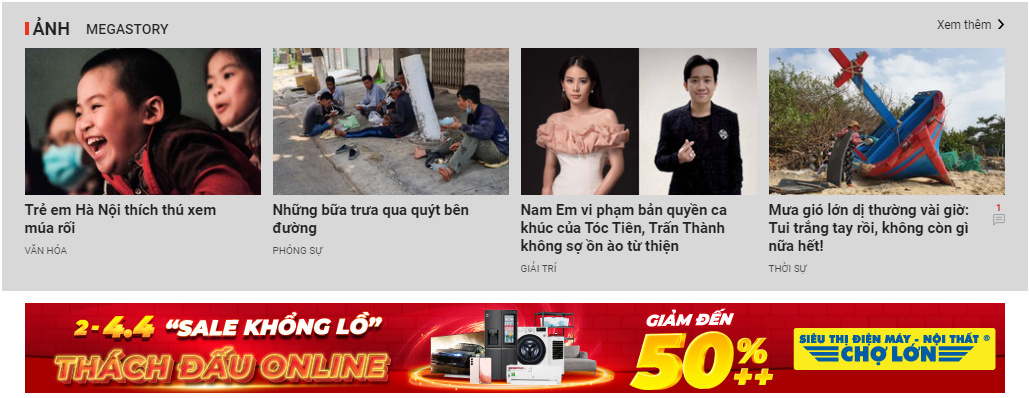 ẢNH MEGASTORY
Xem thêm
Trẻ em Hà Nội thích thú xem
múa rối
VĂN HÓA
Những bữa trưa qua quýt bên
đường
PHÓNG SỰ
Nam Em vi phạm bản quyền ca
khúc của Tóc Tiên, Trấn Thành
không sợ ồn ào từ thiện
GIẢI TRÍ
Mưa gió lớn dị thường vài giờ:
Tui trắng tay rồi, không còn gì
nữa hết!
1
THỜI SỰ
2 - 4.4 “SALE KHỔNG LỒ”
THÁCH ĐẤU ONLINE
GIẢM ĐẾN
50%++
SIÊU THỊ ĐIỆN MÁY - NỘI THẤT ®
CHỢ LỚN